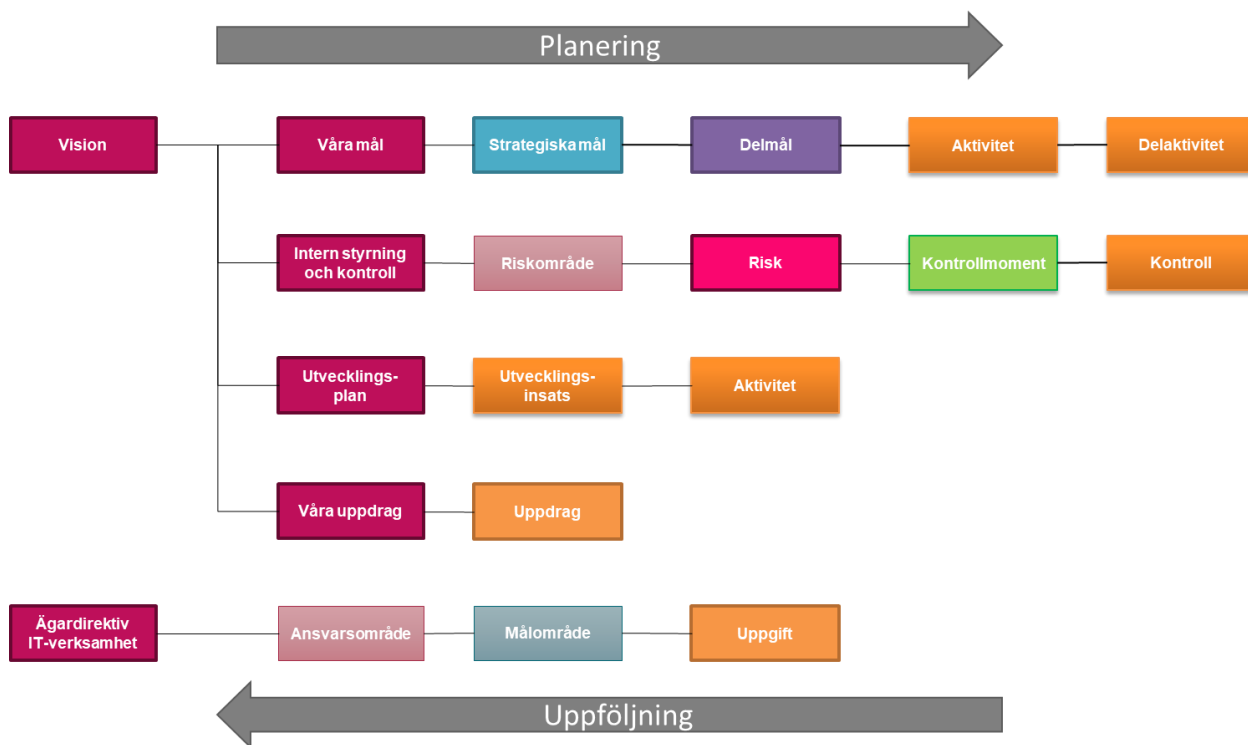 Planering
Vision
Våra mål
Strategiska mål
Delmål
Aktivitet
Delaktivitet
Intern styrning
och kontroll
Riskområde
Risk
Kontrollmoment
Kontroll
Utvecklings-
plan
Utvecklings-
insats
Aktivitet
Våra uppdrag
Uppdrag
Ägardirektiv
IT-verksamhet
Ansvarsområde
Målområde
Uppgift
Uppföljning